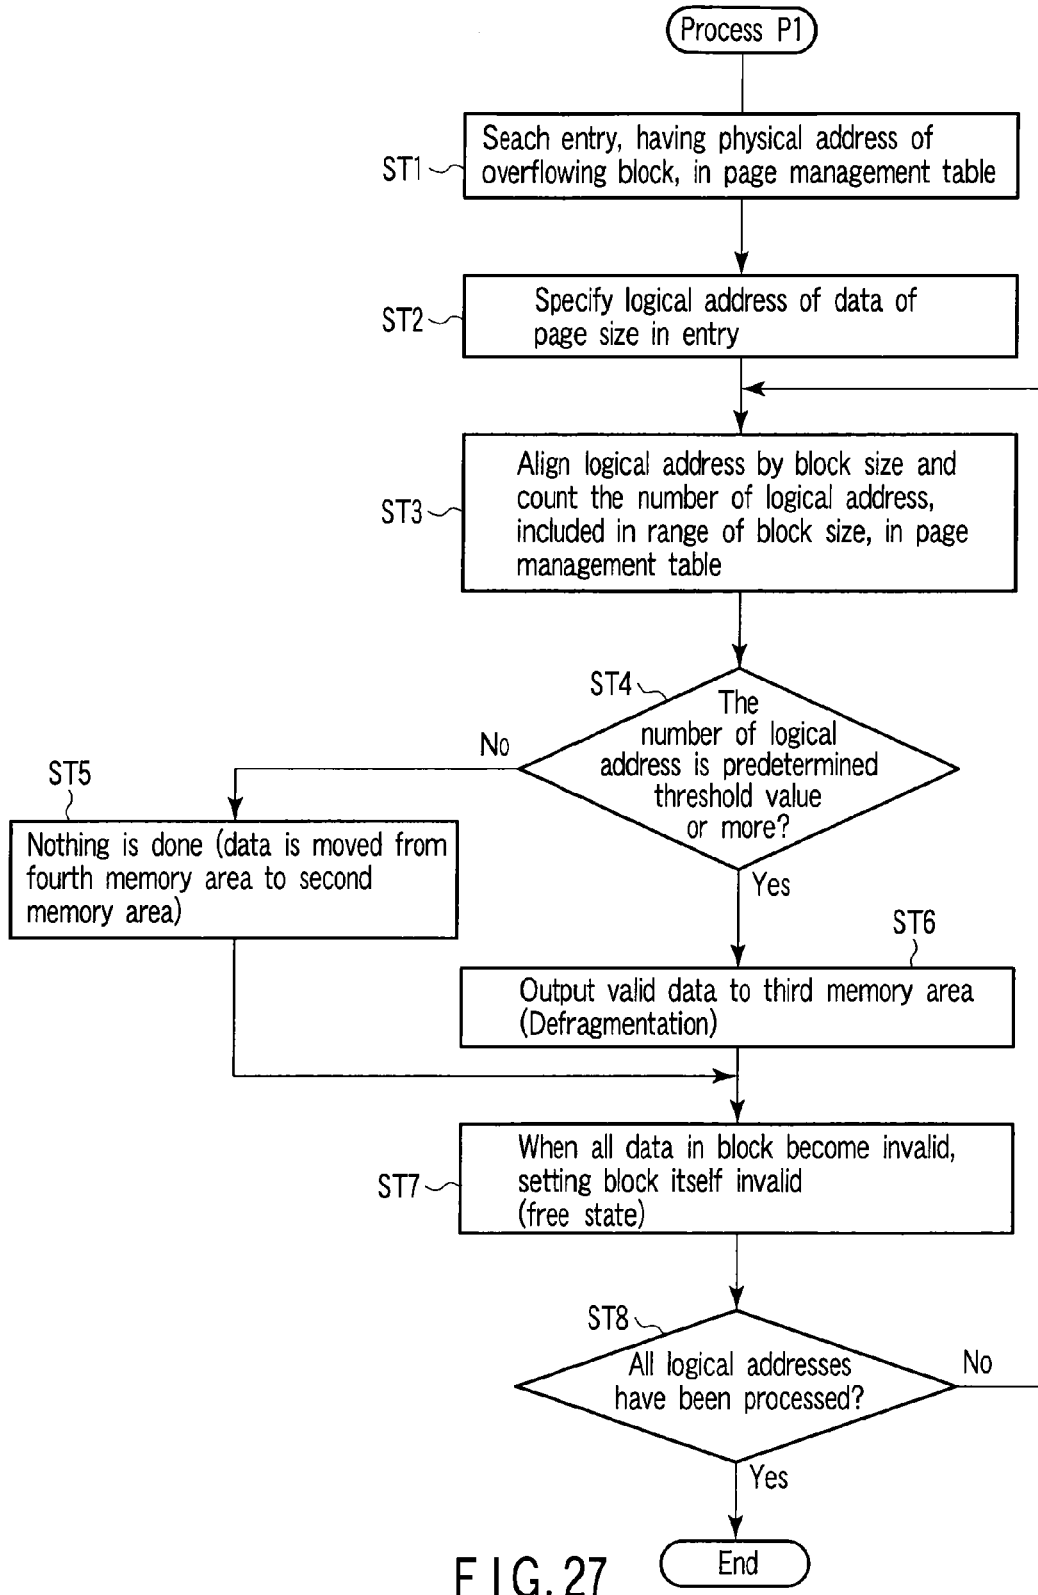 Process P1
Seach entry, having physical address of
overflowing block, in page management table
ST1
Specify logical address of data of
page size in entry
ST2
Align logical address by block size and
count the number of logical address,
included in range of block size, in page
management table
ST3
ST4
The
number of logical
address is predetermined
threshold value
or more?
No
Yes
ST5
Nothing is done (data is moved from
fourth memory area to second
memory area)
ST6
Output valid data to third memory area
(Defragmentation)
When all data in block become invalid,
setting block itself invalid
(free state)
ST7
ST8
All logical addresses
have been processed?
No
Yes
End
FIG. 27